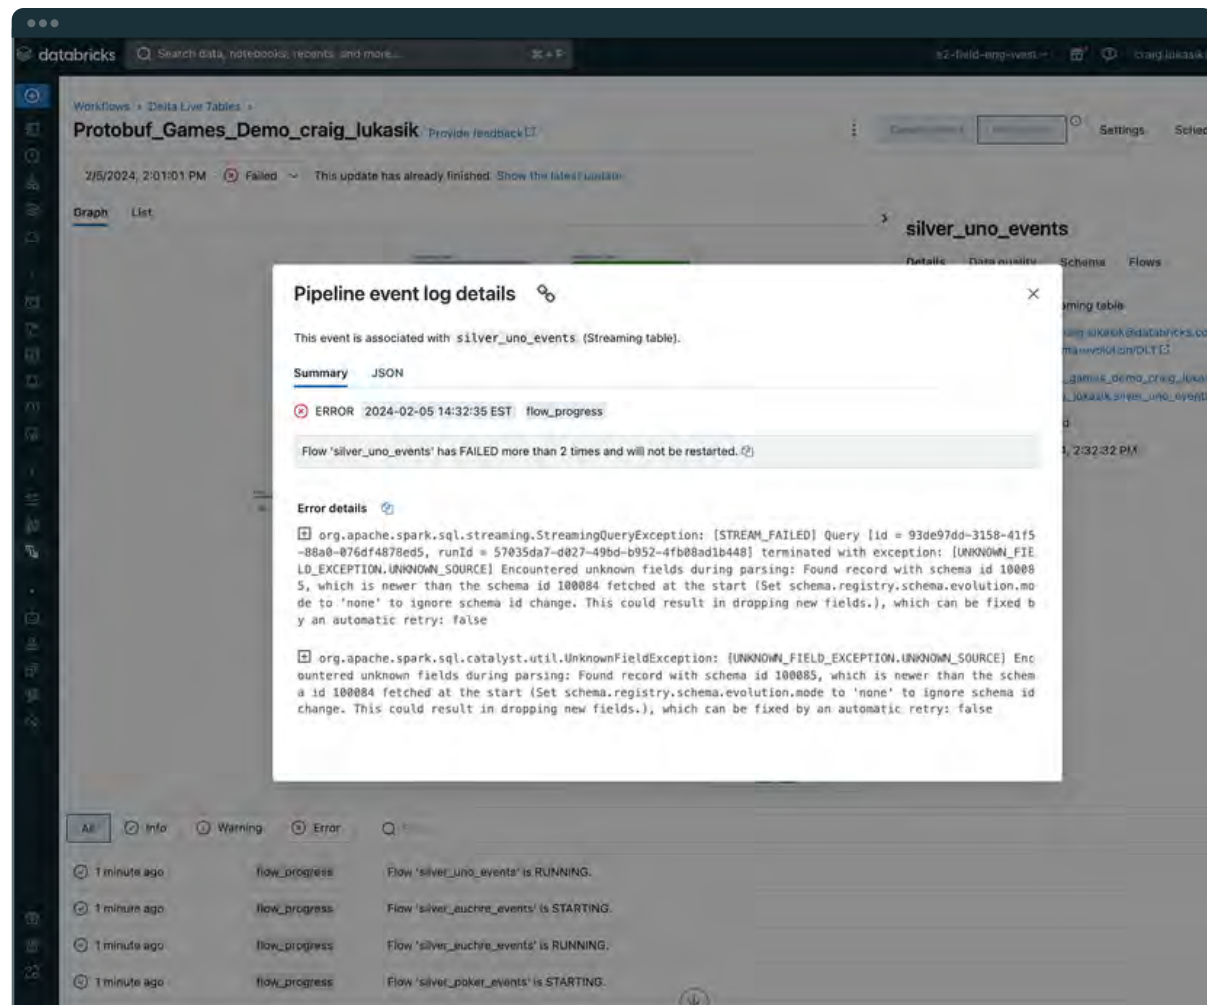 databricks
Search data, notebooks, recents, and more...
⌘ + P
Workflows › Delta Live Tables ›
Protobuf_Games_Demo_craig_lukasik Provide feedback
Settings
2/5/2024, 2:01:01 PM Failed This update has already finished. Show the latest update
Graph List
silver_uno_events
Details Data quality Schema Flows
Pipeline event log details
This event is associated with silver_uno_events (Streaming table).
Summary JSON
ERROR 2024-02-05 14:32:35 EST flow_progress
Flow 'silver_uno_events' has FAILED more than 2 times and will not be restarted.
, 2:32:32 PM
Error details
org.apache.spark.sql.streaming.StreamingQueryException: [STREAM_FAILED] Query [id = 93de97dd-3158-41f5
-88a0-076df4878ed5, runId = 57035da7-d027-49bd-b952-4fb08ad1b448] terminated with exception: [UNKNOWN_FIE
LD_EXCEPTION.UNKNOWN_SOURCE] Encountered unknown fields during parsing: Found record with schema id 10008
5, which is newer than the schema id 100084 fetched at the start (Set schema.registry.schema.evolution.mo
de to 'none' to ignore schema id change. This could result in dropping new fields.), which can be fixed b
y an automatic retry: false
org.apache.spark.sql.catalyst.util.UnknownFieldException: [UNKNOWN_FIELD_EXCEPTION.UNKNOWN_SOURCE] Enc
ountered unknown fields during parsing: Found record with schema id 100085, which is newer than the schem
a id 100084 fetched at the start (Set schema.registry.schema.evolution.mode to 'none' to ignore schema id
change. This could result in dropping new fields.), which can be fixed by an automatic retry: false
All Info Warning Error
1 minute ago flow_progress Flow 'silver_uno_events' is RUNNING.
1 minute ago flow_progress Flow 'silver_euchre_events' is STARTING.
1 minute ago flow_progress Flow 'silver_euchre_events' is RUNNING.
1 minute ago flow_progress Flow 'silver_poker_events' is STARTING.